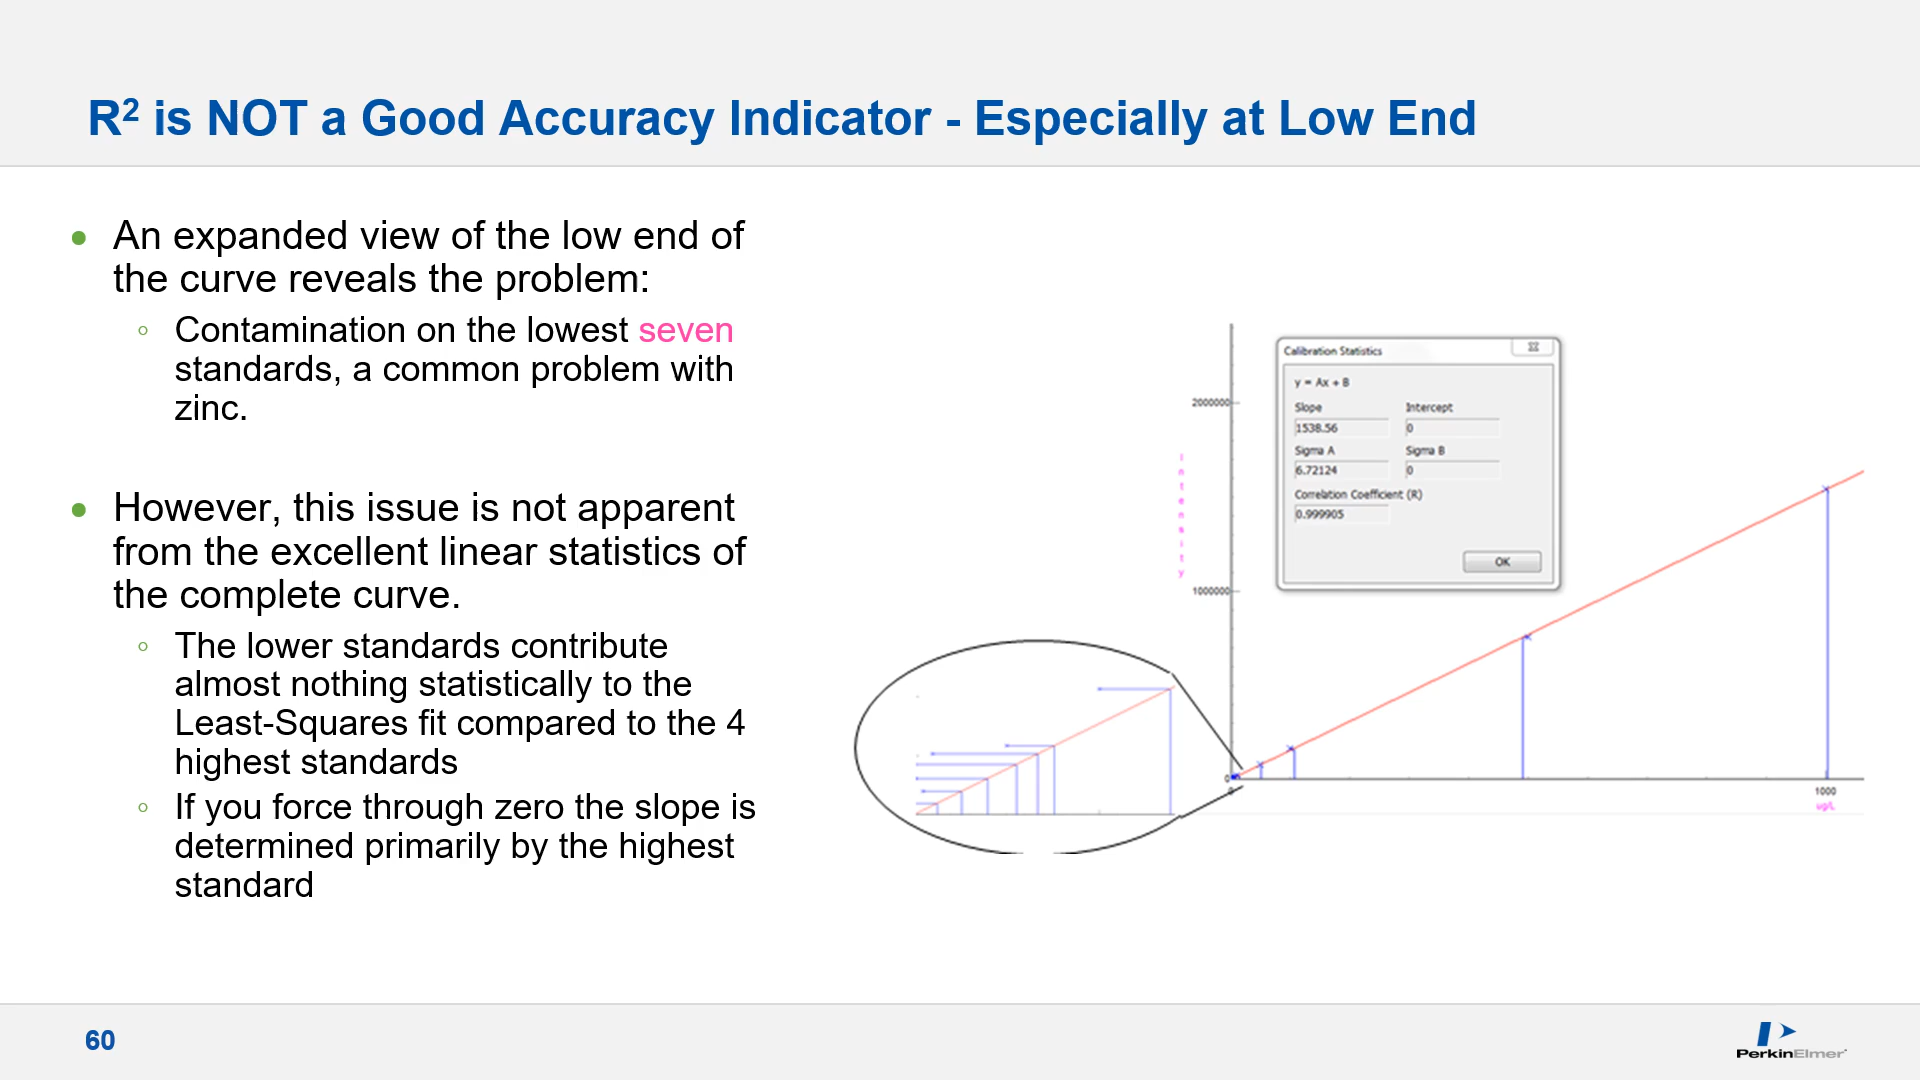 R² is NOT a Good Accuracy Indicator - Especially at Low End
• An expanded view of the low end of
the curve reveals the problem:
◦ Contamination on the lowest seven
standards, a common problem with
zinc.
• However, this issue is not apparent
from the excellent linear statistics of
the complete curve.
◦ The lower standards contribute
almost nothing statistically to the
Least-Squares fit compared to the 4
highest standards
◦ If you force through zero the slope is
determined primarily by the highest
standard
Calibration Statistics
y = Ax + B
Slope Intercept
1538.56 0
Sigma A Sigma B
6.72124 0
Correlation Coefficient (R)
0.999905
OK
2000000
Intensity
1000000
0
0
1000
ug/L
60
PerkinElmer